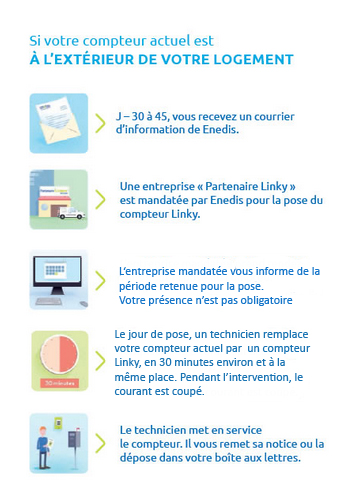 Si votre compteur actuel est
À L'EXTÉRIEUR DE VOTRE LOGEMENT
J – 30 à 45, vous recevez un courrier
d'information de Enedis.
Une entreprise « Partenaire Linky »
est mandatée par Enedis pour la pose du
compteur Linky.
L'entreprise mandatée vous informe de la
période retenue pour la pose.
Votre présence n'est pas obligatoire
Le jour de pose, un technicien remplace
votre compteur actuel par un compteur
Linky, en 30 minutes environ et à la
même place. Pendant l'intervention, le
courant est coupé.
30 minutes
Le technicien met en service
le compteur. Il vous remet sa notice ou la
dépose dans votre boîte aux lettres.